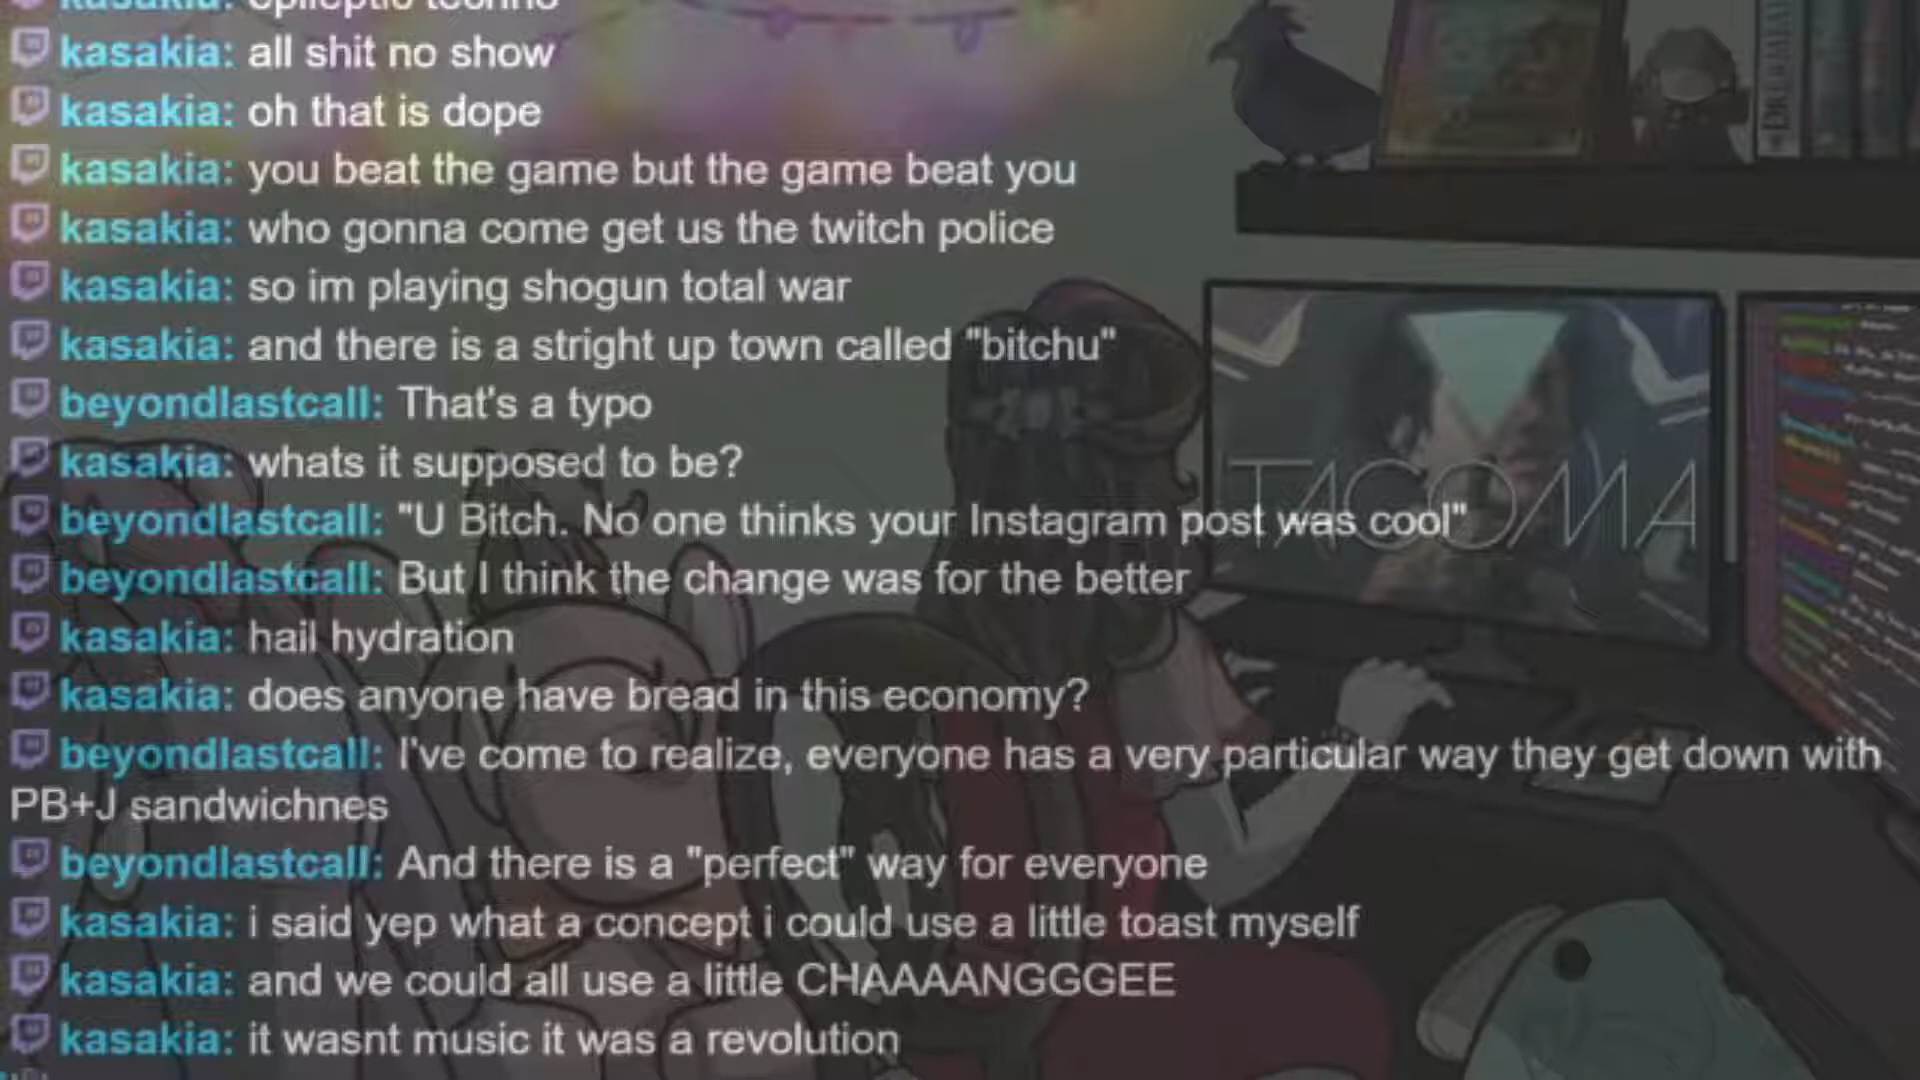 kasakia: epileptic techno
kasakia: all shit no show
kasakia: oh that is dope
kasakia: you beat the game but the game beat you
kasakia: who gonna come get us the twitch police
kasakia: so im playing shogun total war
kasakia: and there is a stright up town called "bitchu"
beyondlastcall: That's a typo
kasakia: whats it supposed to be?
beyondlastcall: "U Bitch. No one thinks your Instagram post was cool"
beyondlastcall: But I think the change was for the better
kasakia: hail hydration
kasakia: does anyone have bread in this economy?
beyondlastcall: I've come to realize, everyone has a very particular way they get down with
PB+J sandwichnes
beyondlastcall: And there is a "perfect" way for everyone
kasakia: i said yep what a concept i could use a little toast myself
kasakia: and we could all use a little CHAAAANGGGEE
kasakia: it wasnt music it was a revolution
TACOMA